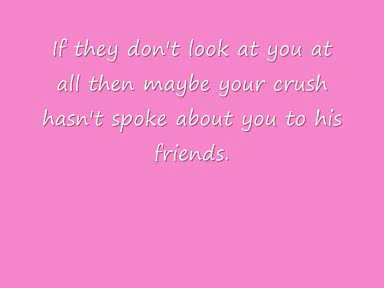 If they don't look at you at
all then maybe your crush
hasn't spoke about you to his
friends.